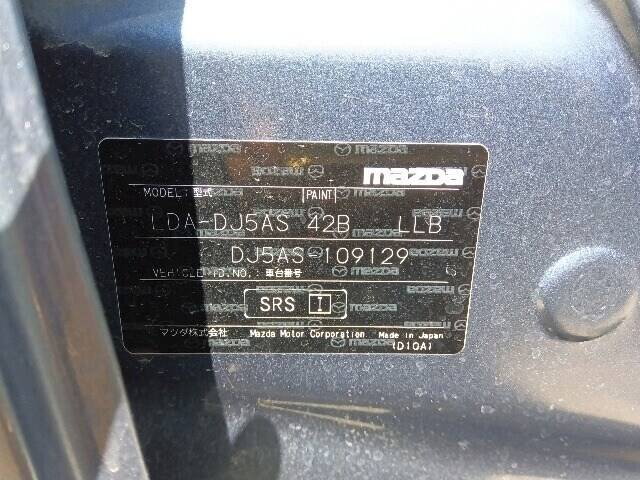 mazda
MODEL:型式 PAINT
LDA-DJ5AS 42B LLB
DJ5AS-109129
VEHICLE ID.NO.:車台番号
SRS I
マツダ株式会社 Mazda Motor Corporation Made in Japan
(D10A)